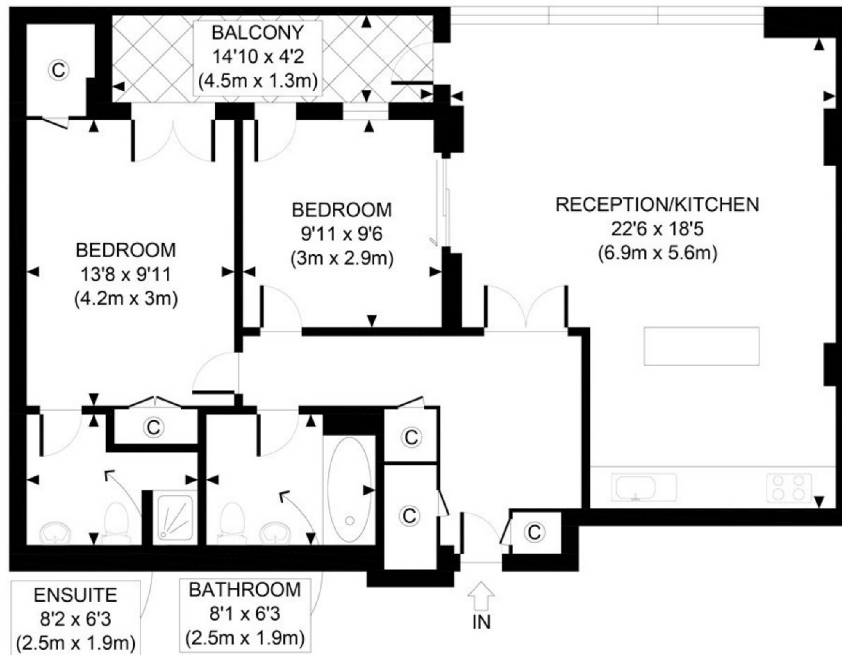 BALCONY
14'10 x 4'2
(4.5m x 1.3m)
C
BEDROOM
13'8 x 9'11
(4.2m x 3m)
BEDROOM
9'11 x 9'6
(3m x 2.9m)
RECEPTION/KITCHEN
22'6 x 18'5
(6.9m x 5.6m)
C
C
C
C
ENSUITE
8'2 x 6'3
(2.5m x 1.9m)
BATHROOM
8'1 x 6'3
(2.5m x 1.9m)
IN